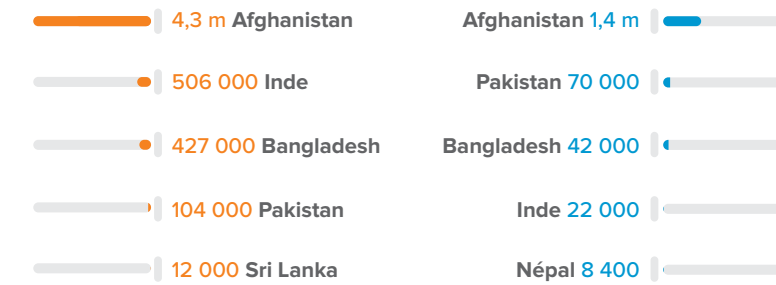 4,3 m Afghanistan
Afghanistan 1,4 m
506 000 Inde
Pakistan 70 000
427 000 Bangladesh
Bangladesh 42 000
104 000 Pakistan
Inde 22 000
12 000 Sri Lanka
Népal 8 400